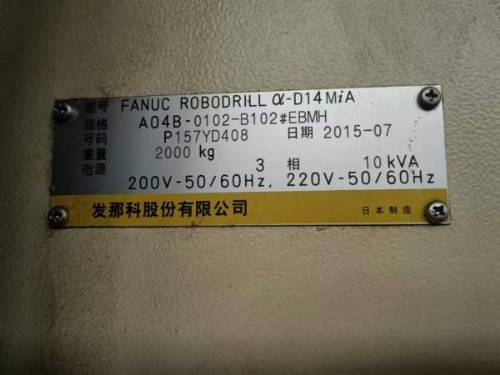 型号 FANUC ROBODRILL α-D14MiA
规格 A04B-0102-B102#EBMH
号码 P157YD408 日期 2015-07
重量 2000 kg
电源 3 相 10 kVA
200V-50/60Hz, 220V-50/60Hz
发那科股份有限公司 日本制造